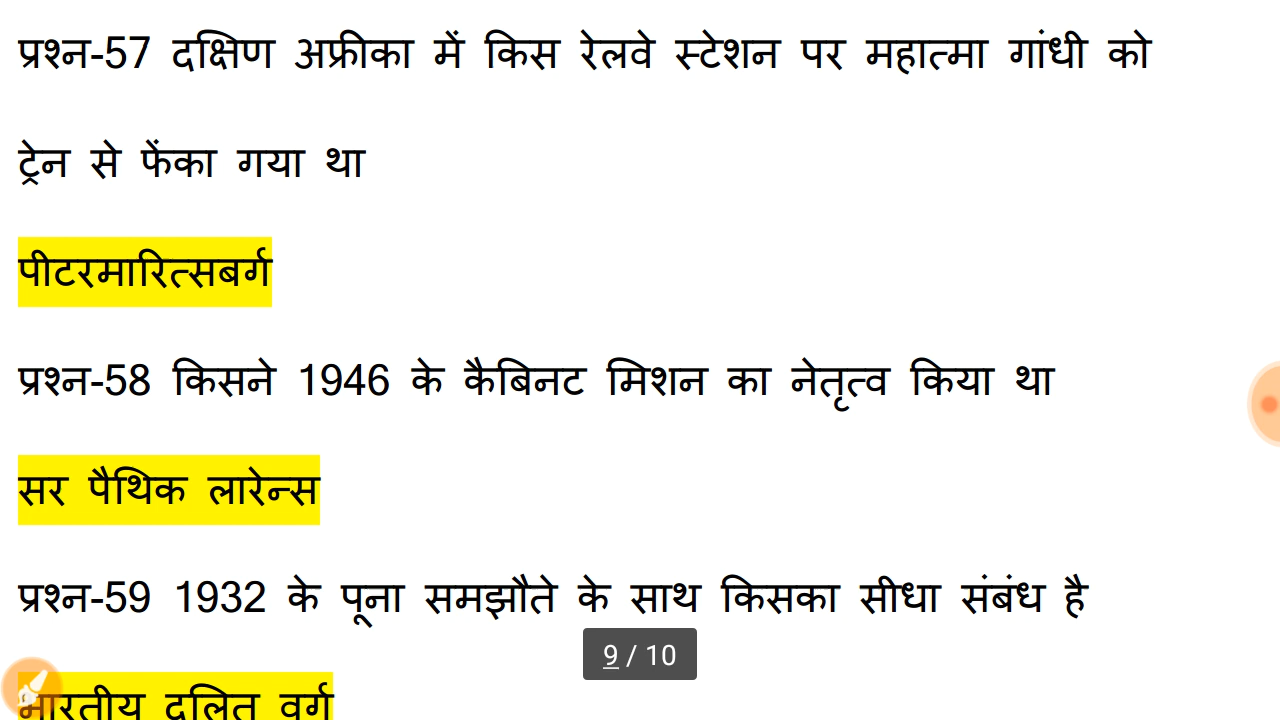 प्रश्न-57 दक्षिण अफ्रीका में किस रेलवे स्टेशन पर महात्मा गांधी को
ट्रेन से फेंका गया था
पीटरमारित्सबर्ग
प्रश्न-58 किसने 1946 के कैबिनट मिशन का नेतृत्व किया था
सर पैथिक लारेन्स
प्रश्न-59 1932 के पूना समझौते के साथ किसका सीधा संबंध है
9 / 10
भारतीय दलित वर्ग